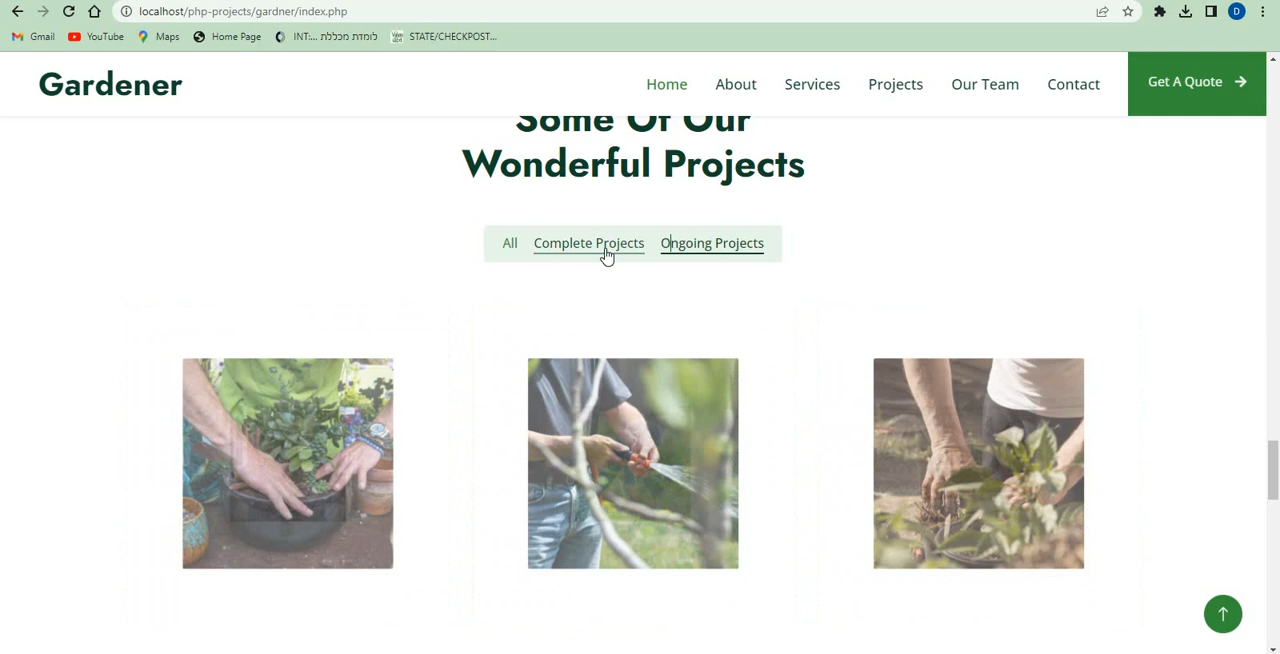 localhost/php-projects/gardner/index.php
D
Gmail YouTube Maps Home Page INT:... לומדת מכללת STATE/CHECKPOST...
Gardener Home About Services Projects Our Team Contact Get A Quote →
Some Of Our
Wonderful Projects
All Complete Projects Ongoing Projects